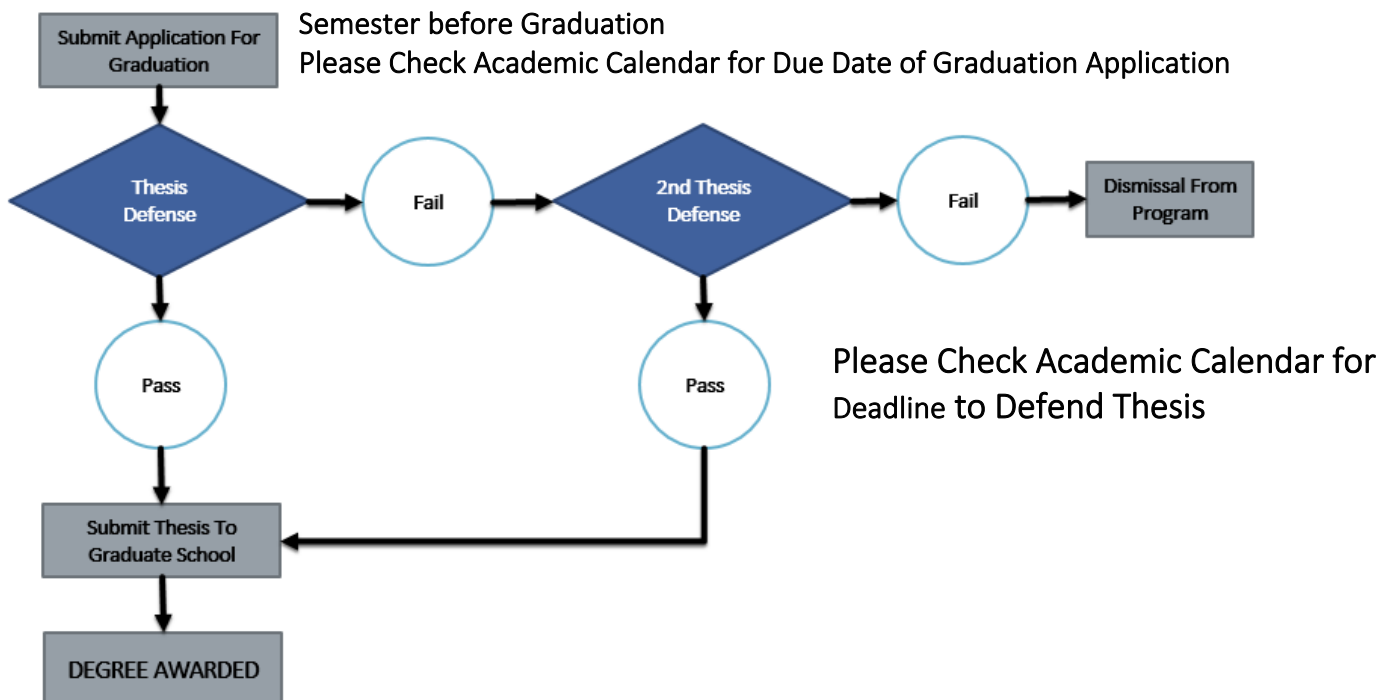 Submit Application For
Graduation
Semester before Graduation
Please Check Academic Calendar for Due Date of Graduation Application
Thesis
Defense
Fail
2nd Thesis
Defense
Fail
Dismissal From
Program
Pass
Pass
Please Check Academic Calendar for
Deadline to Defend Thesis
Submit Thesis To
Graduate School
DEGREE AWARDED